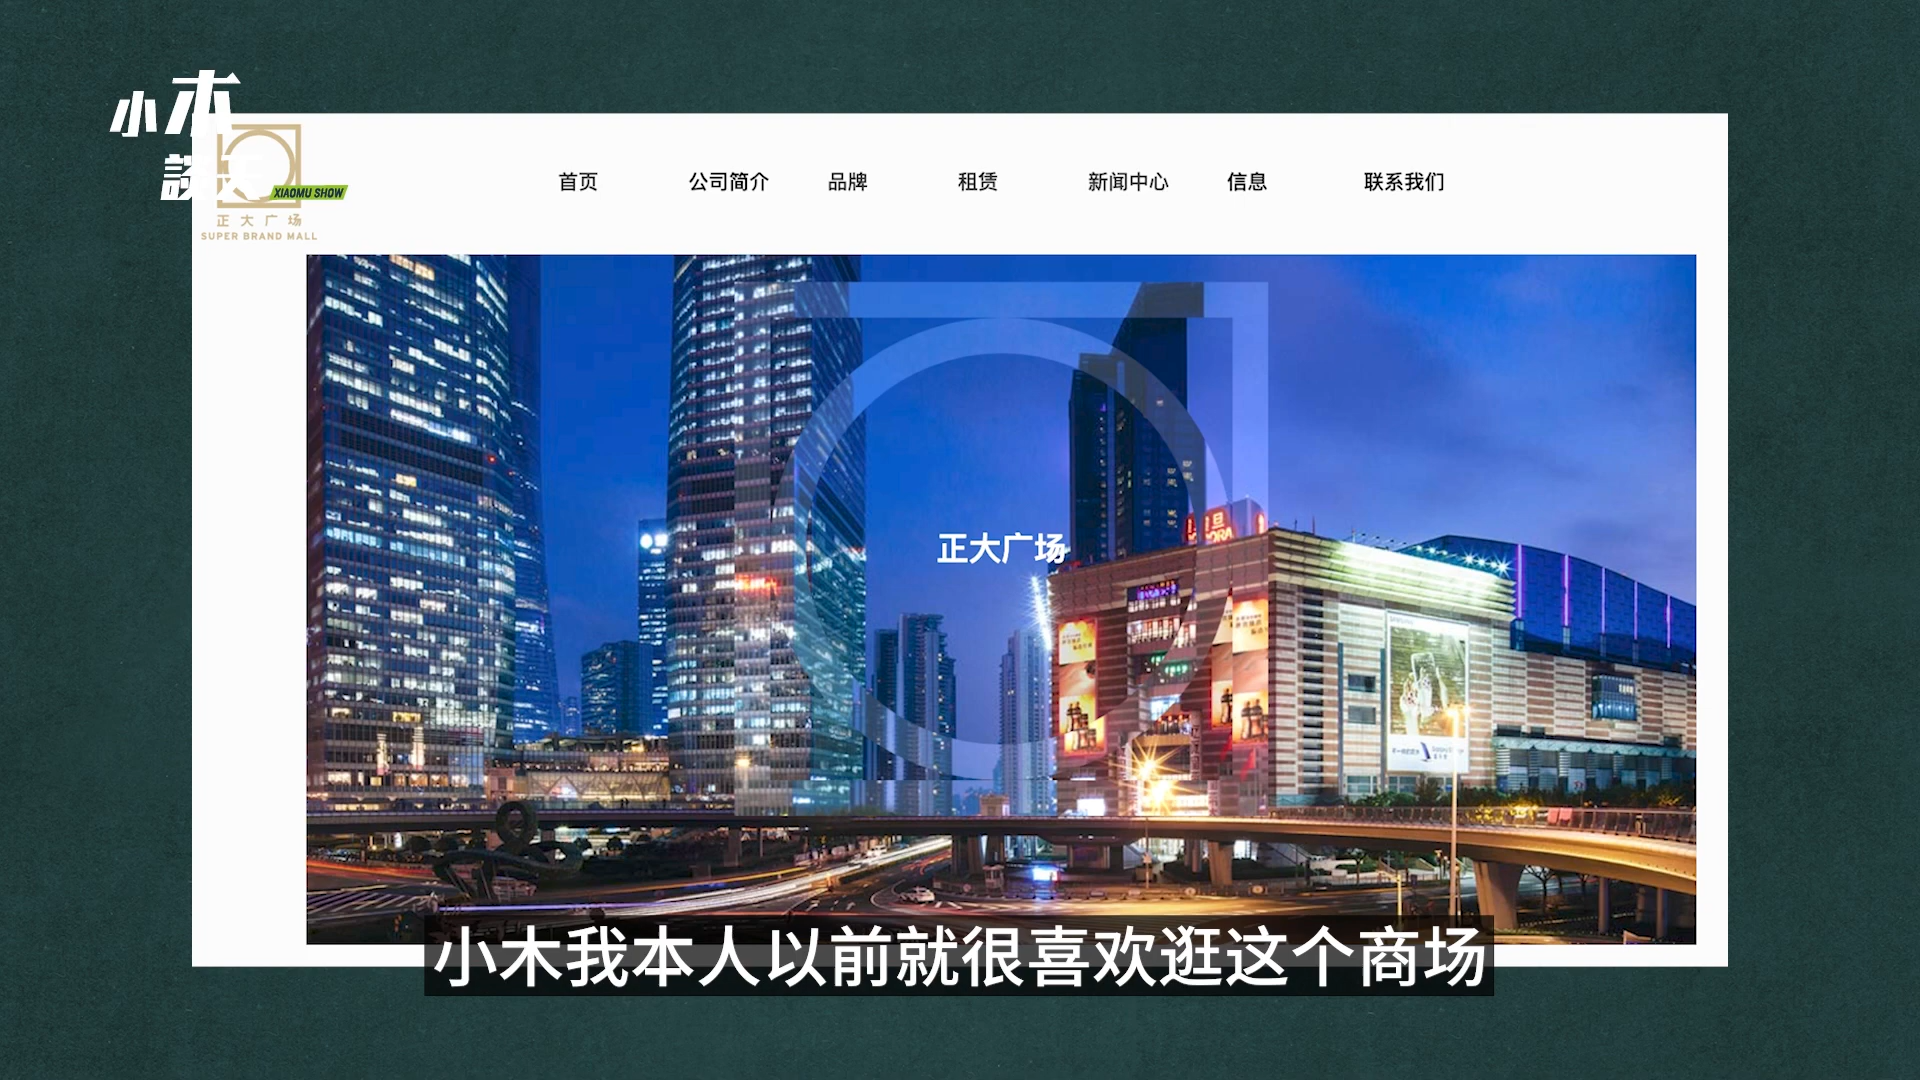 小木
談天
XIAOMU SHOW
正大广场
SUPER BRAND MALL
首页 公司简介 品牌 租赁 新闻中心 信息 联系我们
正大广场
小木我本人以前就很喜欢逛这个商场